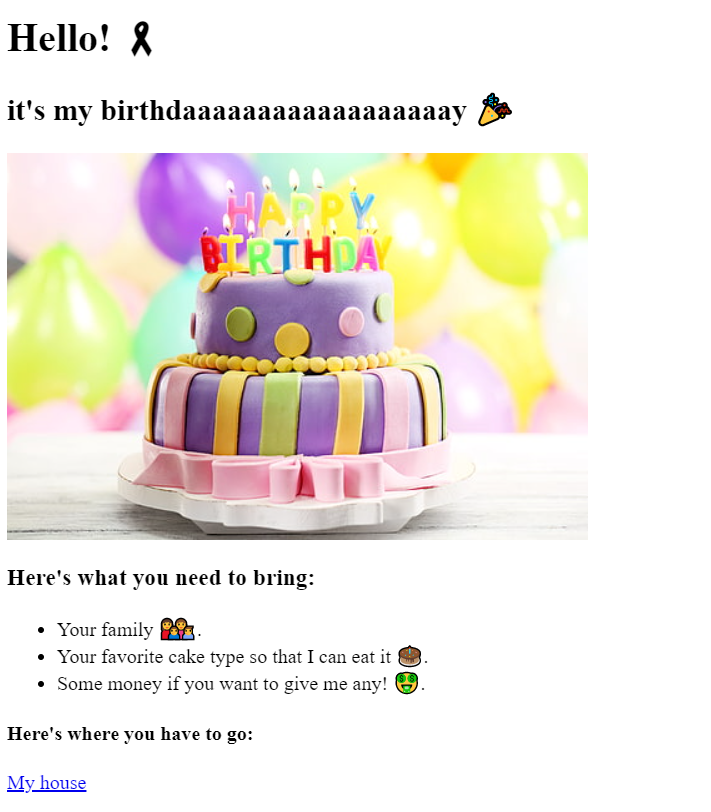 Hello! 🎗
it's my birthdaaaaaaaaaaaaaaaaaay 🎉
HAPPY
BIRTHDAY
Here's what you need to bring:
• Your family 👨‍👩‍👧‍👦.
• Your favorite cake type so that I can eat it 🎂.
• Some money if you want to give me any! 🤑.
Here's where you have to go:
My house